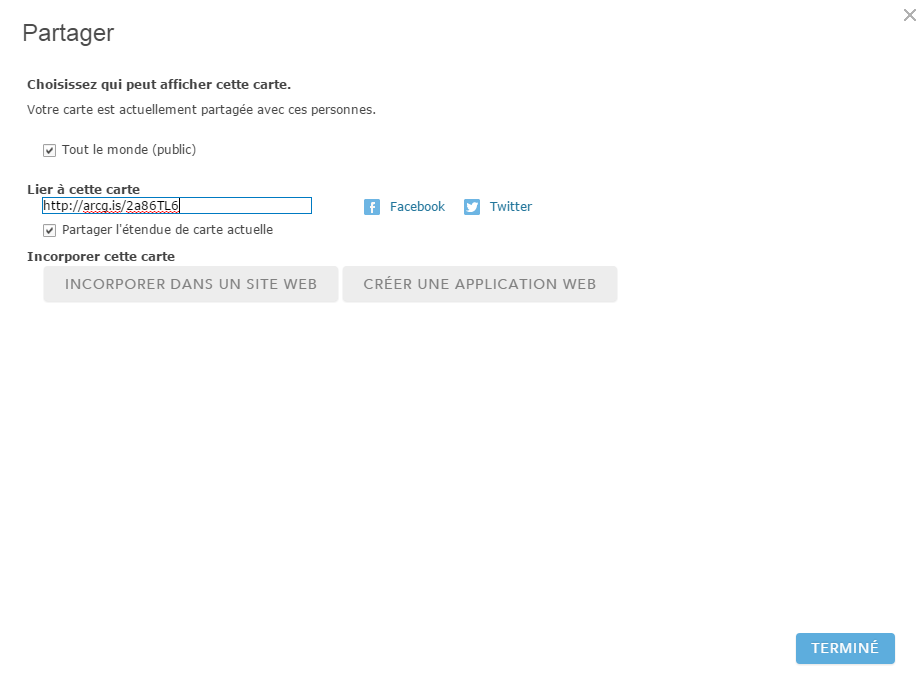 Partager
Choisissez qui peut afficher cette carte.
Votre carte est actuellement partagée avec ces personnes.
Tout le monde (public)
Lier à cette carte
http://arcg.is/2a86TL6 Facebook Twitter
Partager l'étendue de carte actuelle
Incorporer cette carte
INCORPORER DANS UN SITE WEB CRÉER UNE APPLICATION WEB
TERMINÉ